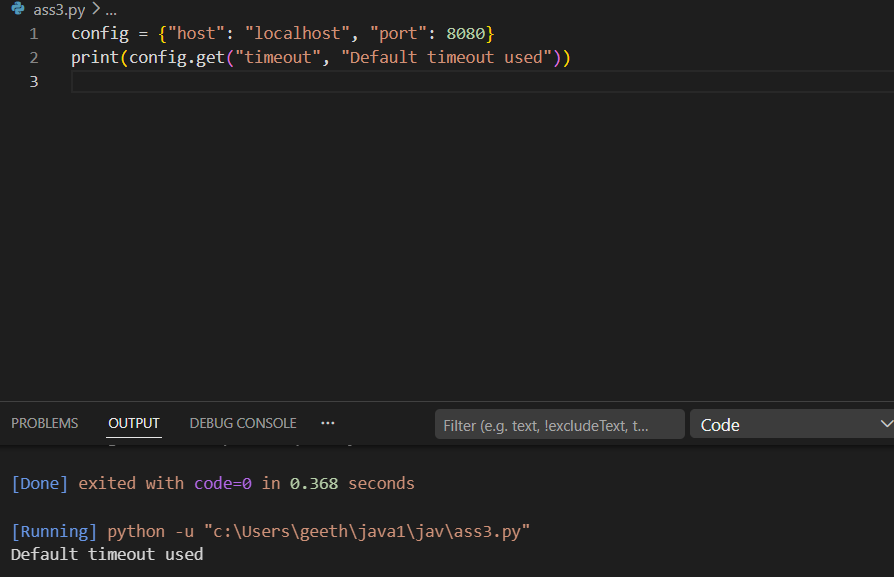 ass3.py > ...
1 config = {"host": "localhost", "port": 8080}
2 print(config.get("timeout", "Default timeout used"))
3
PROBLEMS OUTPUT DEBUG CONSOLE ... Filter (e.g. text, !excludeText, t... Code
[Done] exited with code=0 in 0.368 seconds
[Running] python -u "c:\Users\geeth\java1\jav\ass3.py"
Default timeout used